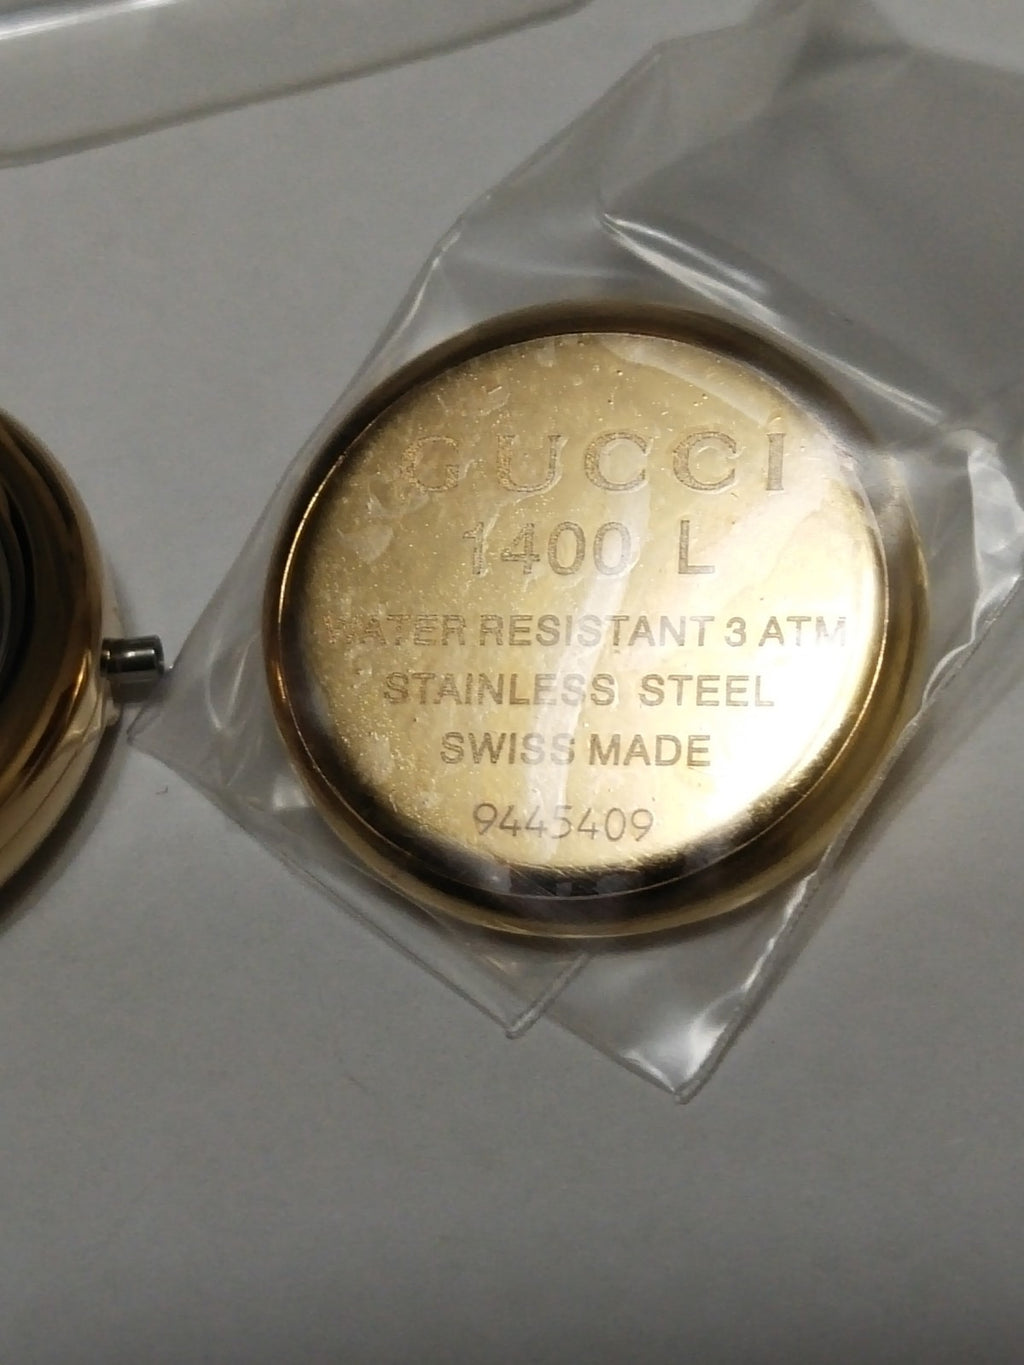 GUCCI
1400 L
WATER RESISTANT 3 ATM
STAINLESS STEEL
SWISS MADE
9445409